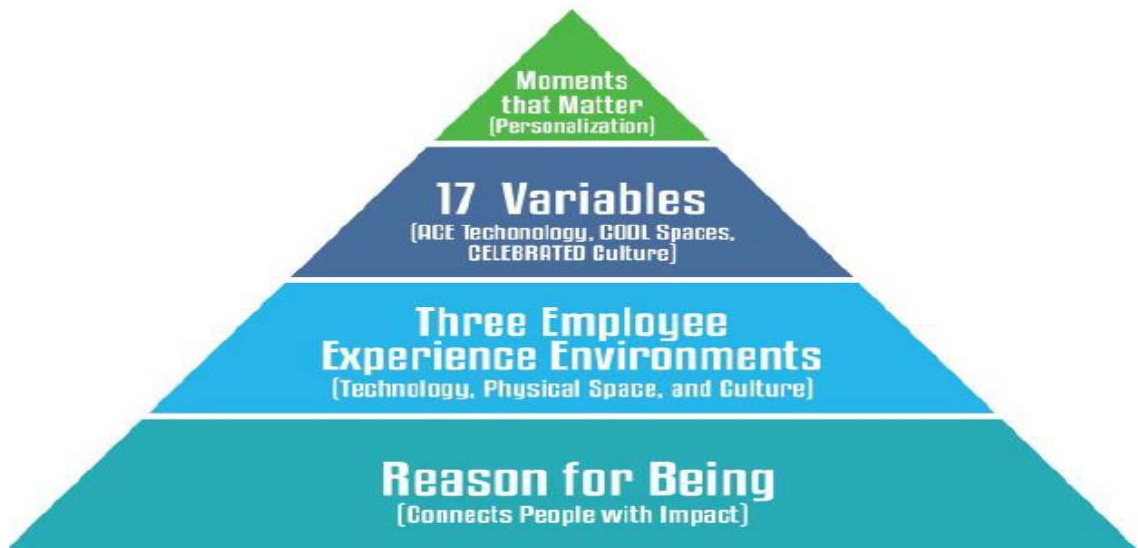 Moments
that Matter
(Personalization)
17 Variables
(ACE Techonology, COOL Spaces,
CELEBRATED Culture)
Three Employee
Experience Environments
(Technology, Physical Space, and Culture)
Reason for Being
(Connects People with Impact)